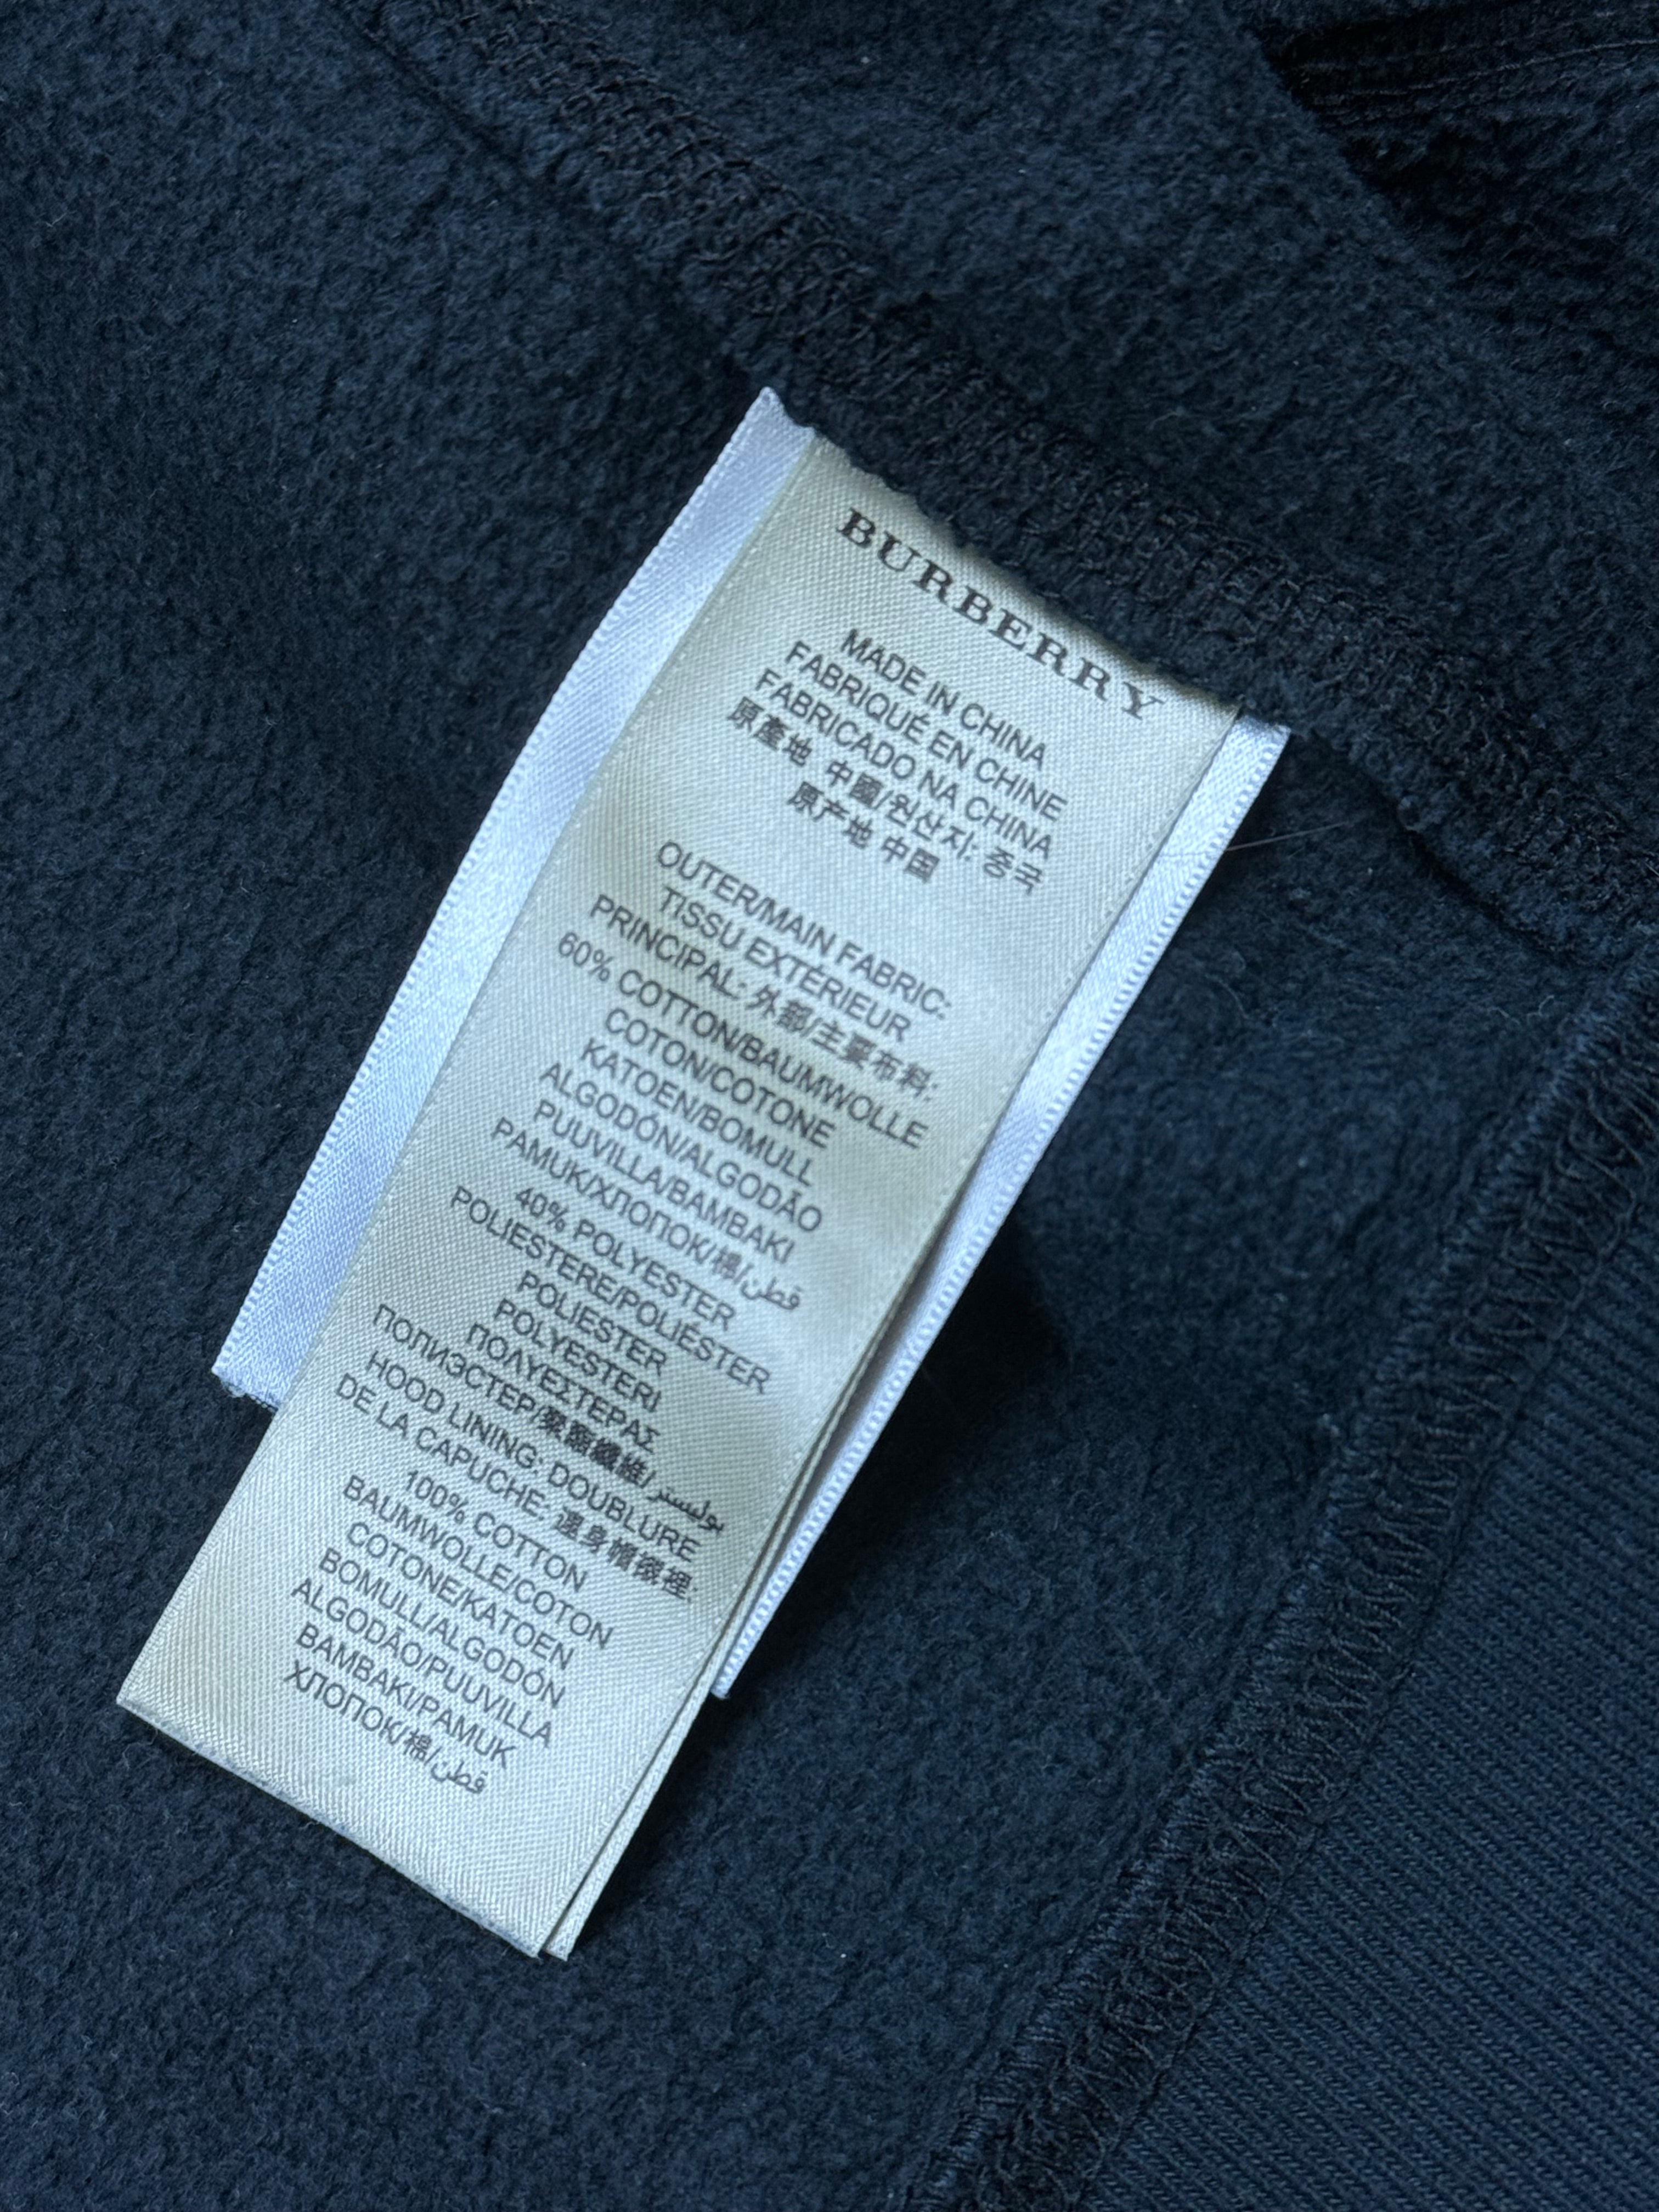 BURBERRY
MADE IN CHINA
FABRIQUÉ EN CHINE
FABRICADO NA CHINA
原產地 中國/원산지: 중국
原产地 中国
OUTER/MAIN FABRIC:
TISSU EXTÉRIEUR
PRINCIPAL: 外部/主要布料:
60% COTTON/BAUMWOLLE
COTON/COTONE
KATOEN/BOMULL
ALGODÓN/ALGODÃO
PUUVILLA/BAMBAKI
PAMUK/ХЛОПОК/棉/قطن
40% POLYESTER
POLIESTERE/POLIÉSTER
POLIESTER
POLYESTERI
ΠΟΛΥΕΣΤΕΡΑΣ
ПОЛИЭСТЕР/聚酯纖維/بوليستر
HOOD LINING: DOUBLURE
DE LA CAPUCHE: 連身帽襯裡:
100% COTTON
BAUMWOLLE/COTON
COTONE/KATOEN
BOMULL/ALGODÓN
ALGODÃO/PUUVILLA
BAMBAKI/PAMUK
ХЛОПОК/棉/قطن